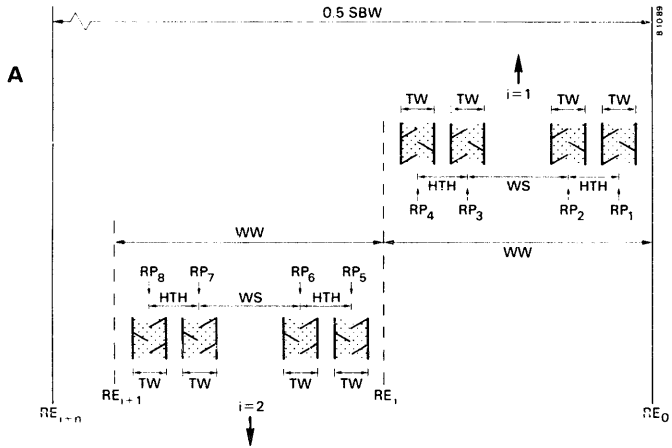 0.5 SBW
81089
A
TW TW i=1 TW TW
HTH WS HTH
RP4 RP3 RP2 RP1
WW
WW
RP8 RP7 RP6 RP5
HTH WS HTH
TW TW TW TW
REi+n REi+1 i=2 REi RE0